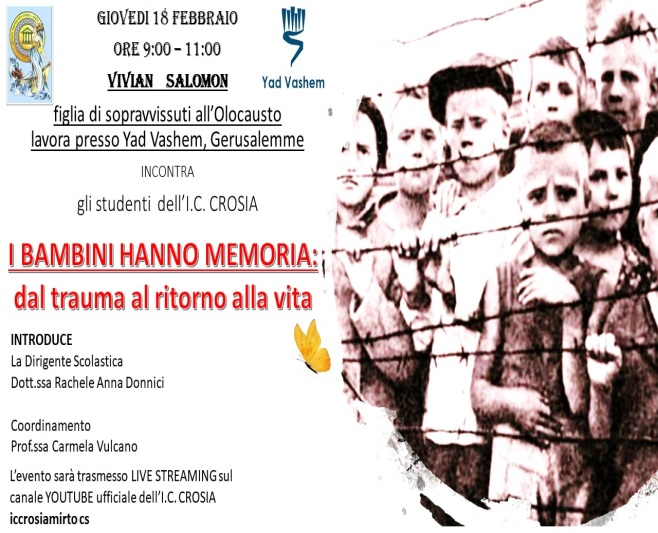 GIOVEDI 18 FEBBRAIO
ORE 9:00 – 11:00
VIVIAN SALOMON
Yad Vashem
figlia di sopravvissuti all'Olocausto
lavora presso Yad Vashem, Gerusalemme
INCONTRA
gli studenti dell'I.C. CROSIA
I BAMBINI HANNO MEMORIA:
dal trauma al ritorno alla vita
INTRODUCE
La Dirigente Scolastica
Dott.ssa Rachele Anna Donnici
Coordinamento
Prof.ssa Carmela Vulcano
L'evento sarà trasmesso LIVE STREAMING sul
canale YOUTUBE ufficiale dell'I.C. CROSIA
iccrosiamirto cs